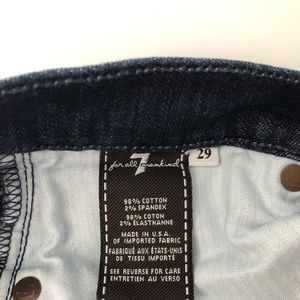 7
for all mankind
29
98% COTTON
2% SPANDEX
98% COTON
2% ÉLASTHANNE
MADE IN U.S.A.
OF IMPORTED FABRIC
FABRIQUÉ AUX ÉTATS-UNIS
DE TISSU IMPORTÉ
SEE REVERSE FOR CARE
ENTRETIEN AU VERSO